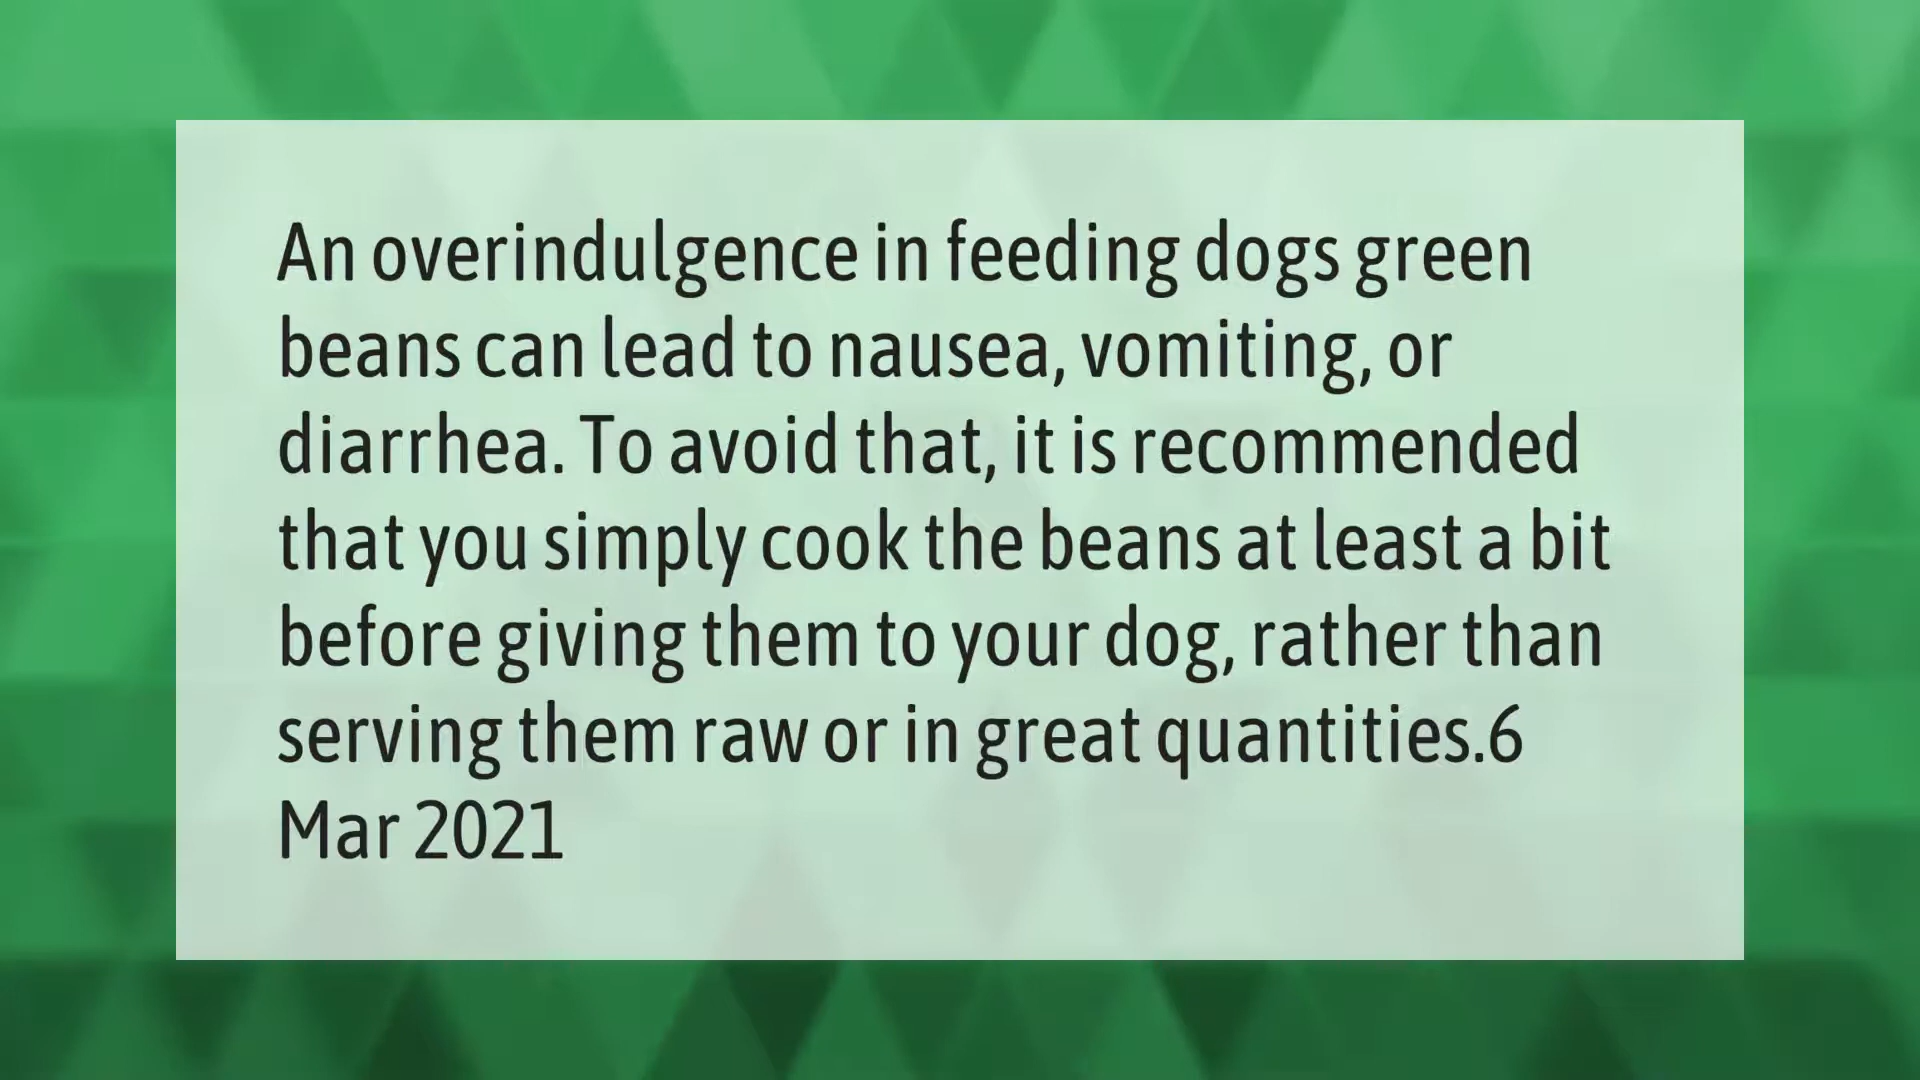 An overindulgence in feeding dogs green
beans can lead to nausea, vomiting, or
diarrhea. To avoid that, it is recommended
that you simply cook the beans at least a bit
before giving them to your dog, rather than
serving them raw or in great quantities.6
Mar 2021